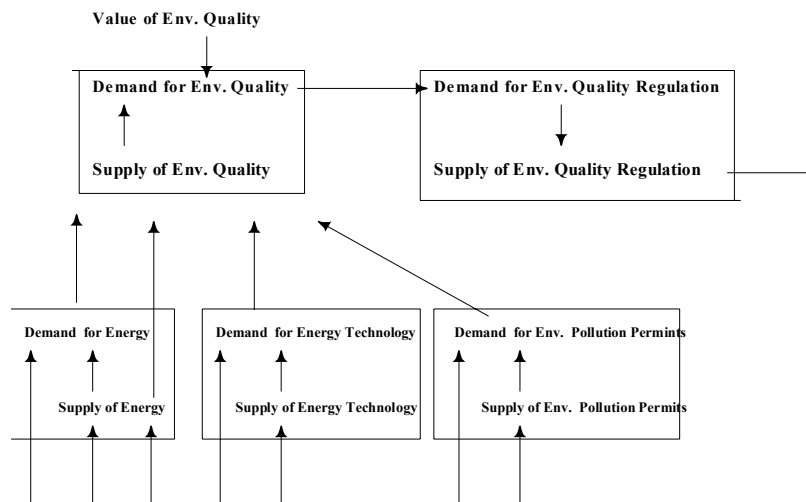 Value of Env. Quality
Demand for Env. Quality
Supply of Env. Quality
Demand for Env. Quality Regulation
Supply of Env. Quality Regulation
Demand for Energy
Supply of Energy
Demand for Energy Technology
Supply of Energy Technology
Demand for Env. Pollution Permints
Supply of Env. Pollution Permits